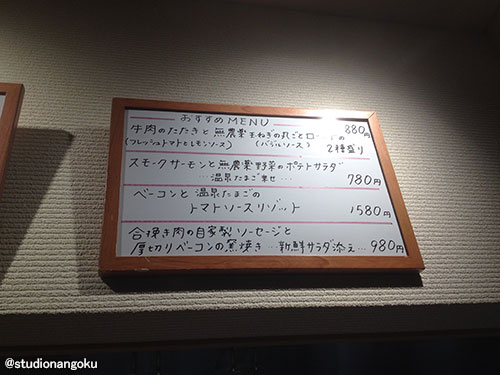 おすすめMENU
牛肉のたたきと無農薬玉ねぎの丸ごとロ の 880円
(フレッシュトマトとレモンソース) (バジルソース) 2種盛り
スモークサーモンと無農薬野菜のポテトサラダ
…温泉たまご乗せ… 780円
ベーコンと温泉たまごの
トマトソースリゾット 1580円
合挽き肉の自家製ソーセージと
厚切りベーコンの窯焼き…新鮮サラダ添え… 980円
@studionangoku